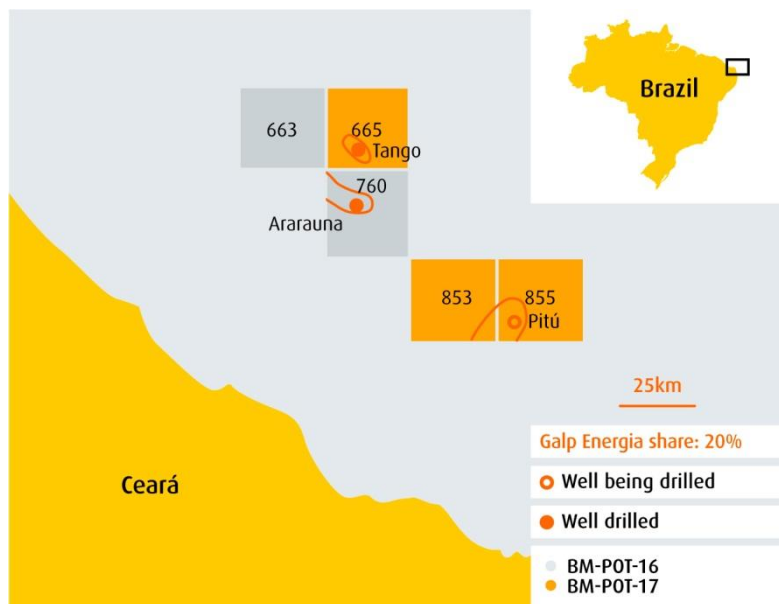 Brazil
663
665
Tango
760
Ararauna
853
855
Pitú
25km
Galp Energia share: 20%
Well being drilled
Well drilled
Ceará
BM-POT-16
BM-POT-17